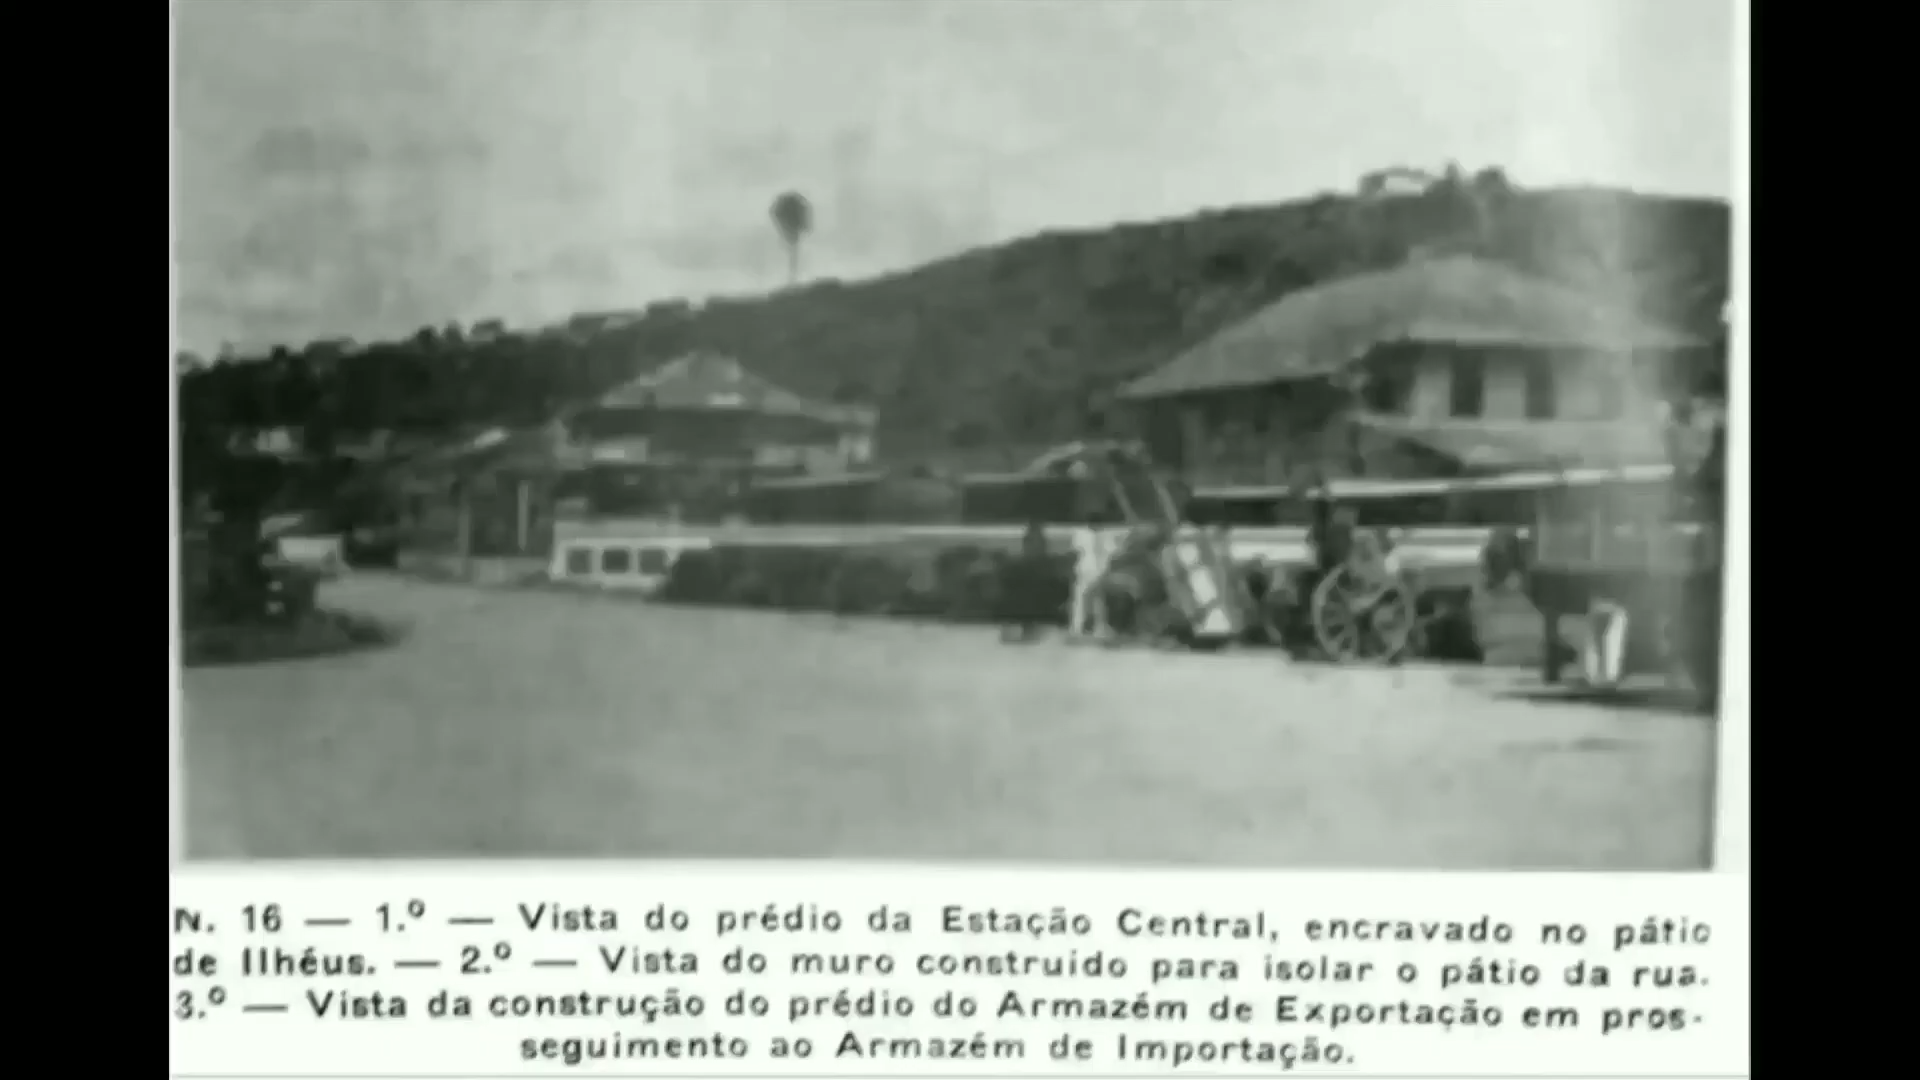 N. 16 — 1.º — Vista do prédio da Estação Central, encravado no pátio
de Ilhéus. — 2.º — Vista do muro construido para isolar o pátio da rua.
3.º — Vista da construção do prédio do Armazém de Exportação em pros-
seguimento ao Armazém de Importação.